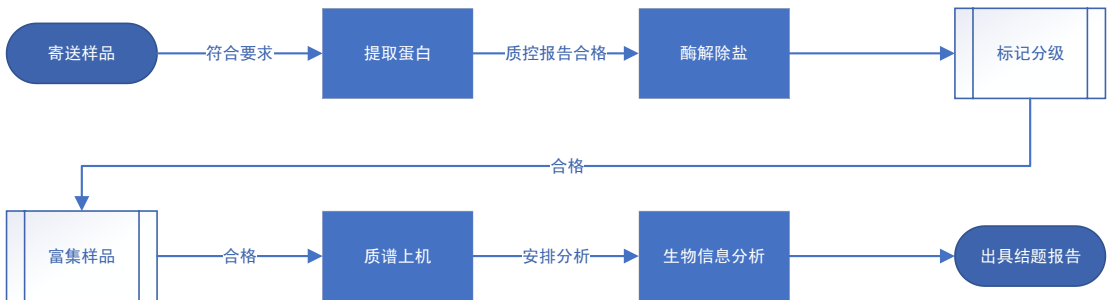 寄送样品
符合要求
提取蛋白
质控报告合格
酶解除盐
标记分级
合格
富集样品
合格
质谱上机
安排分析
生物信息分析
出具结题报告